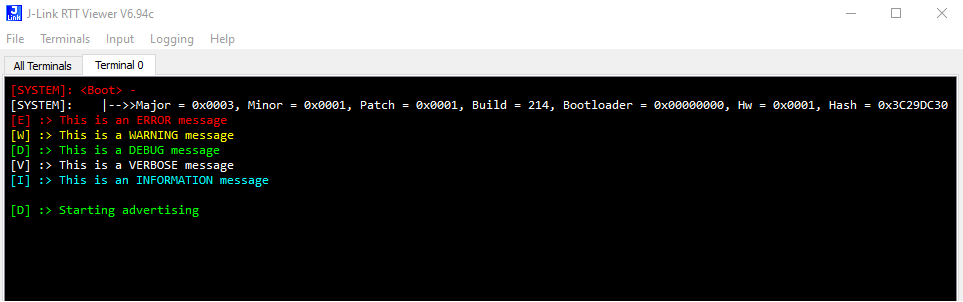 J-Link RTT Viewer V6.94c
File Terminals Input Logging Help
All Terminals Terminal 0
[SYSTEM]: <Boot> -
[SYSTEM]: |-->>Major = 0x0003, Minor = 0x0001, Patch = 0x0001, Build = 214, Bootloader = 0x00000000, Hw = 0x0001, Hash = 0x3C29DC30
[E] :> This is an ERROR message
[W] :> This is a WARNING message
[D] :> This is a DEBUG message
[V] :> This is a VERBOSE message
[I] :> This is an INFORMATION message
[D] :> Starting advertising